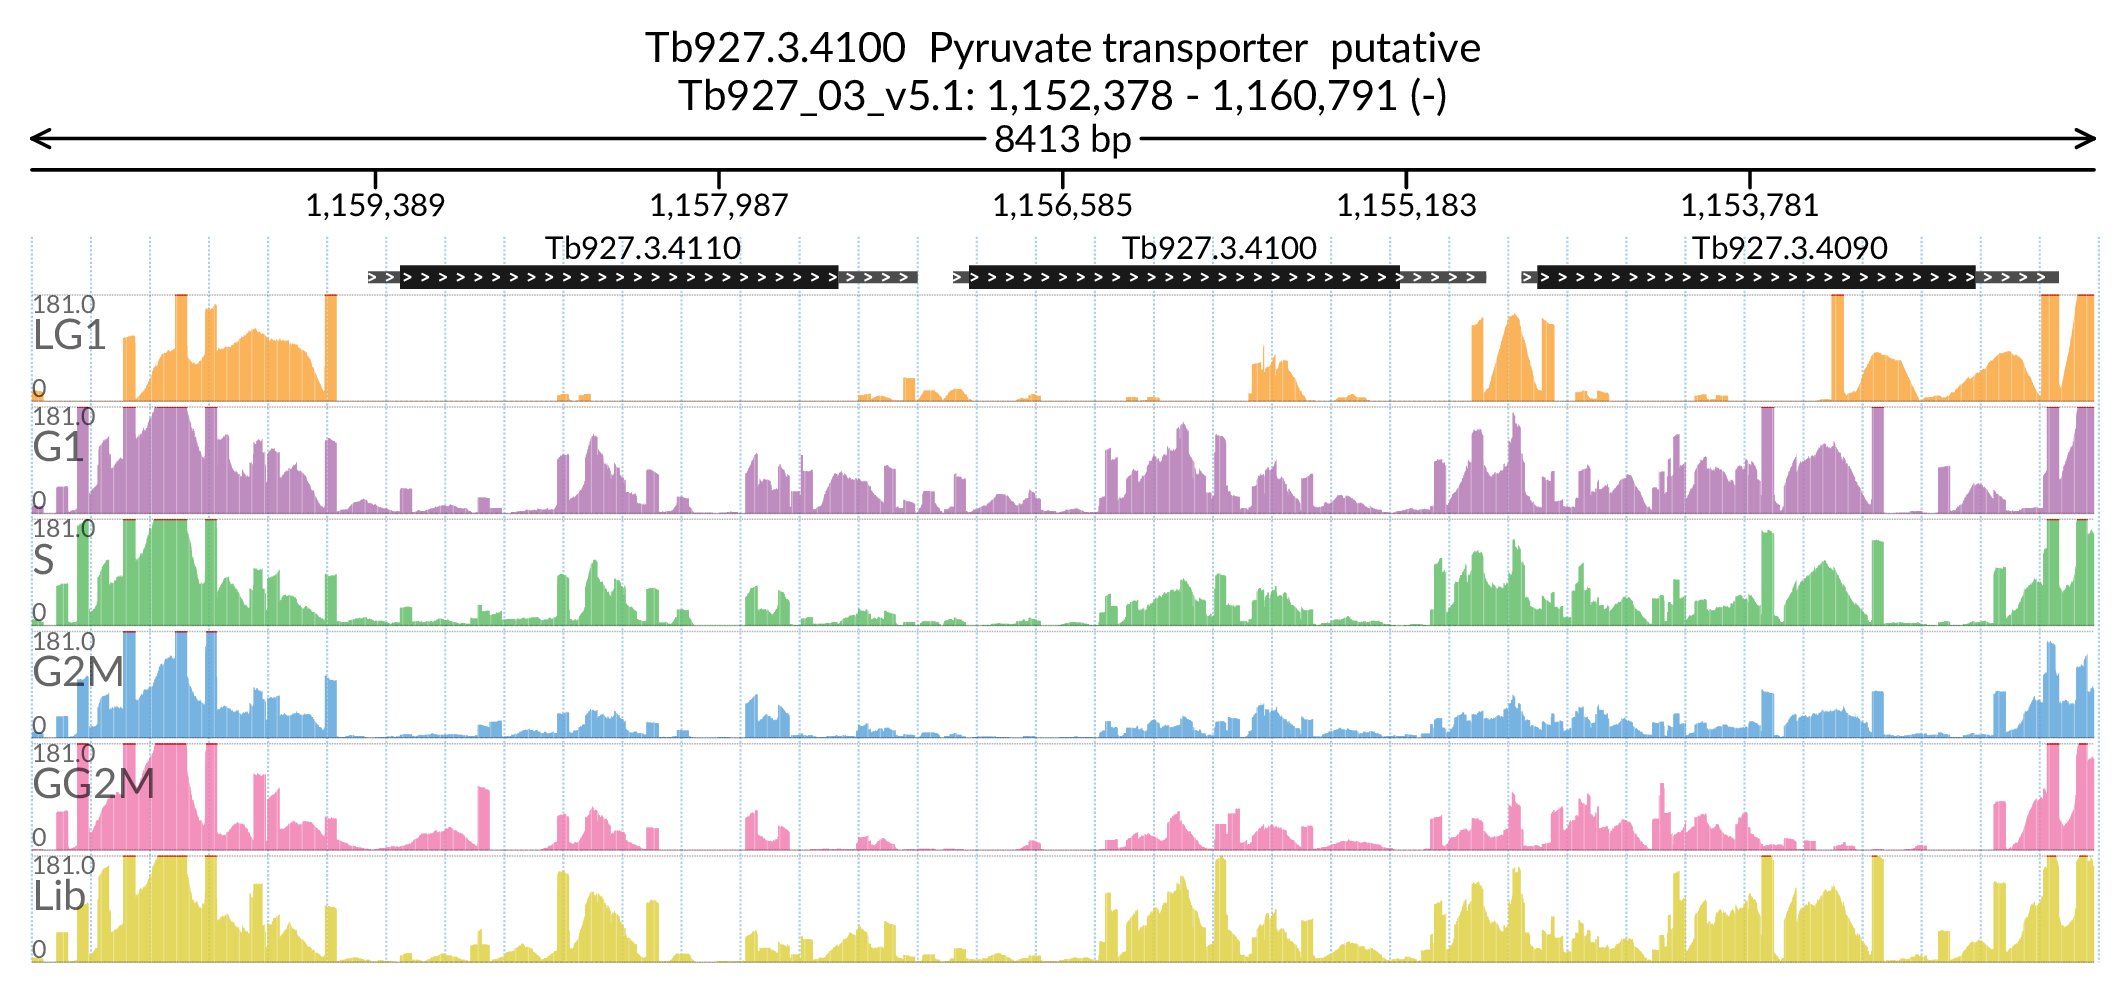 Tb927.3.4100  Pyruvate transporter  putative
Tb927_03_v5.1: 1,152,378 - 1,160,791 (-)
8413 bp
1,159,389 1,157,987 1,156,585 1,155,183 1,153,781
Tb927.3.4110 Tb927.3.4100 Tb927.3.4090
181.0
LG1
0
181.0
G1
0
181.0
S
0
181.0
G2M
0
181.0
GG2M
0
181.0
Lib
0